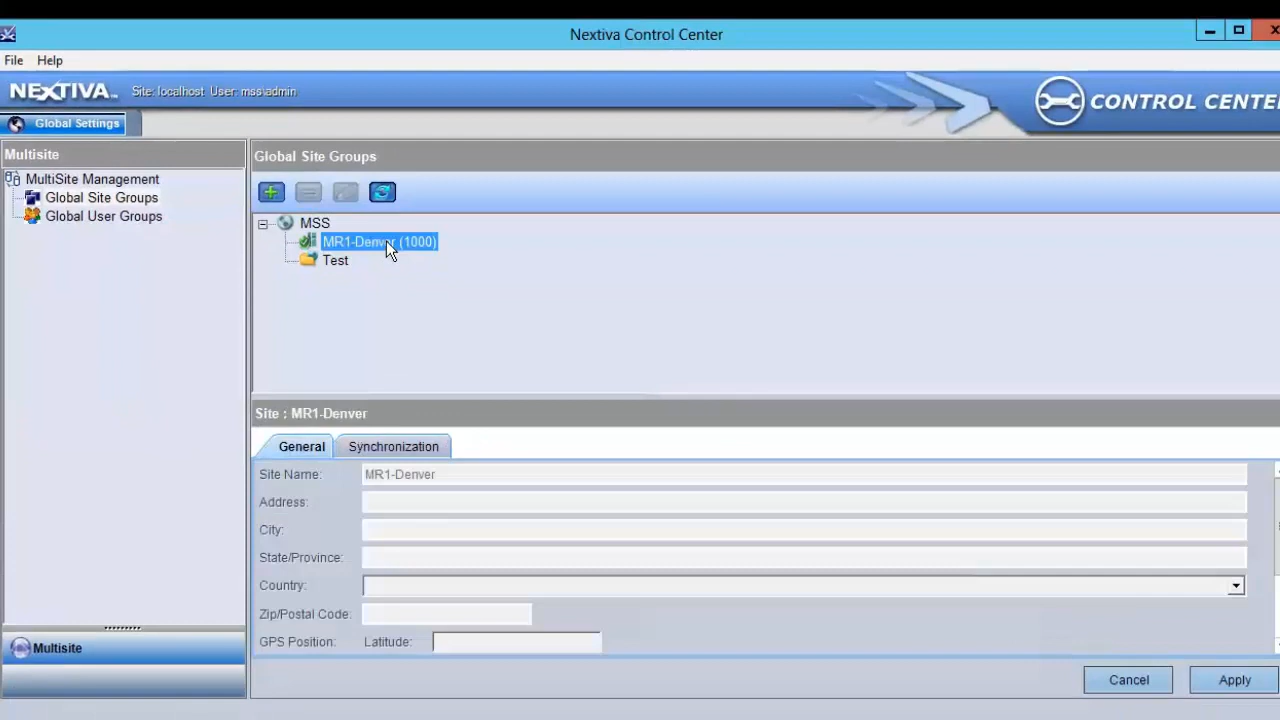 Nextiva Control Center
File Help
NEXTIVA™ Site: localhost User: mss\admin
CONTROL CENTE
Global Settings
Multisite
MultiSite Management
Global Site Groups
Global User Groups
Multisite
Global Site Groups
MSS
MR1-Denver (1000)
Test
Site : MR1-Denver
General Synchronization
Site Name: MR1-Denver
Address:
City:
State/Province:
Country:
Zip/Postal Code:
GPS Position: Latitude:
Cancel Apply